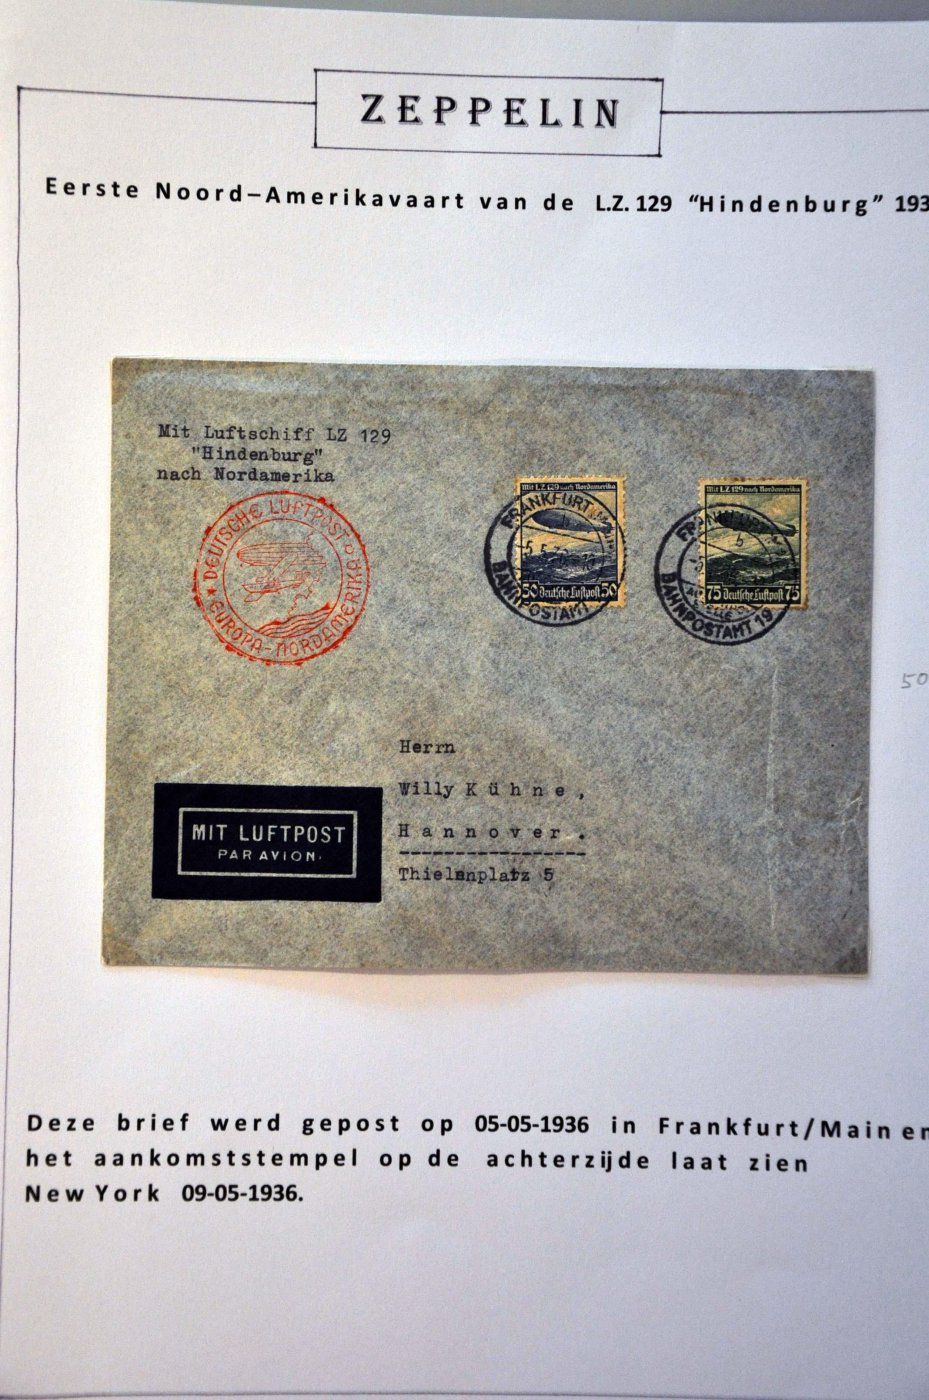 ZEPPELIN
Eerste Noord–Amerikavaart van de L.Z. 129 “Hindenburg” 193
Mit Luftschiff LZ 129
"Hindenburg"
nach Nordamerika
DEUTSCHE LUFTPOST
EUROPA-NORDAMERIKA
Mit LZ 129 nach Nordamerika
50 Deutsche Luftpost 50
FRANKFURT
BAHNPOSTAMT
Mit LZ 129 nach Nordamerika
75 Deutsche Luftpost 75
FRANKFURT
b
BAHNPOSTAMT 19
50
Herrn
Willy Kühne,
Hannover.
Thielenplatz 5
MIT LUFTPOST
PAR AVION
Deze brief werd gepost op 05-05-1936 in Frankfurt/Main en
het aankomststempel op de achterzijde laat zien
New York 09-05-1936.